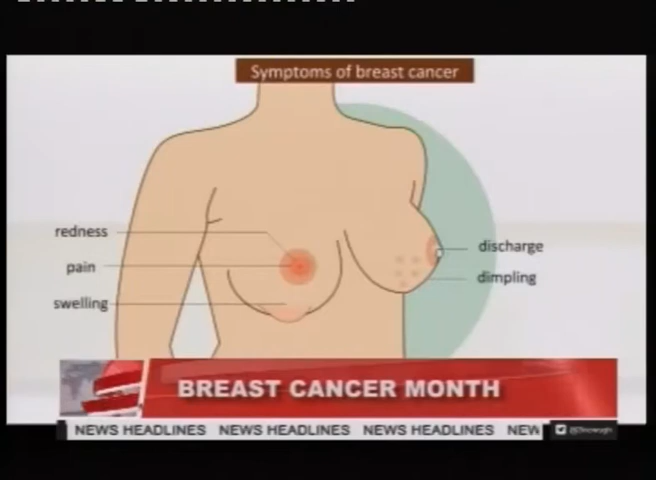 Symptoms of breast cancer
redness
pain
swelling
discharge
dimpling
BREAST CANCER MONTH
NEWS HEADLINES NEWS HEADLINES NEWS HEADLINES NEW